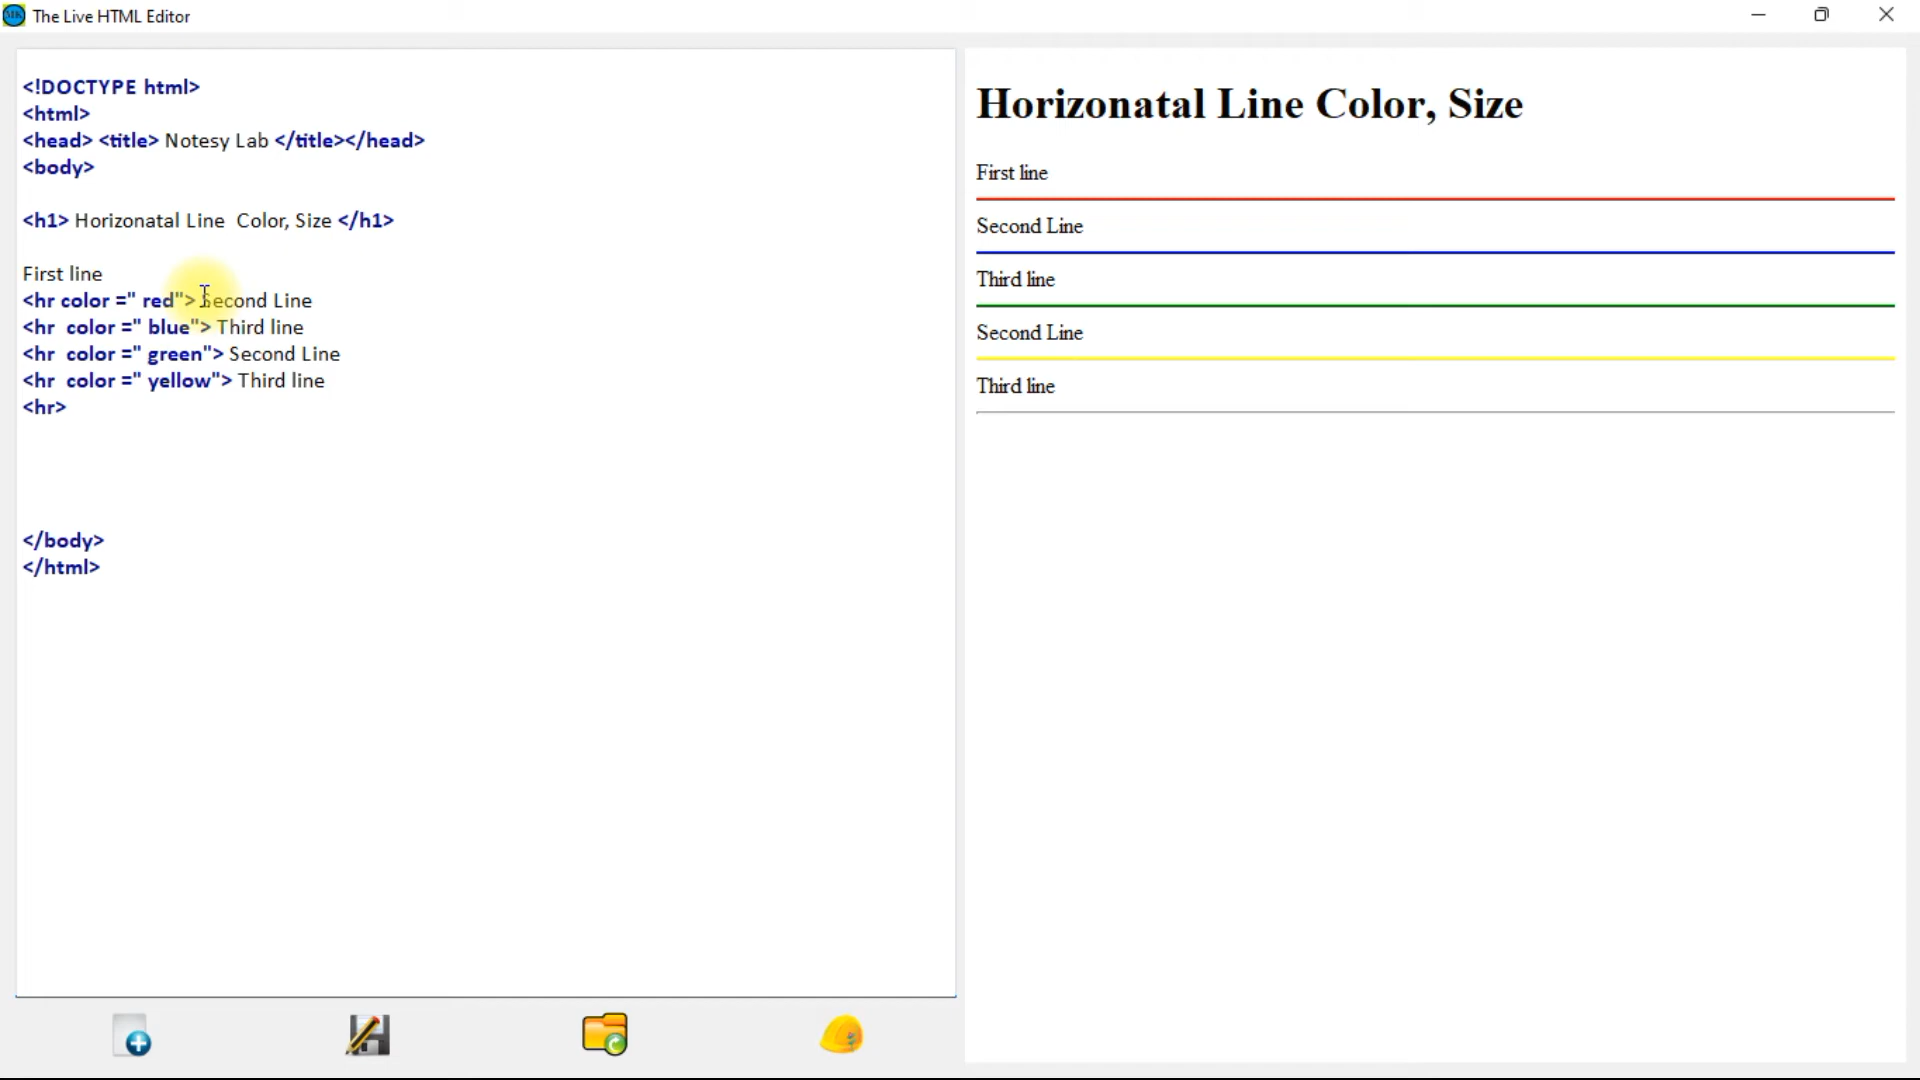 The Live HTML Editor
<!DOCTYPE html>
<html>
<head> <title> Notesy Lab </title></head>
<body>
<h1> Horizonatal Line  Color, Size </h1>
First line
<hr color =" red"> Second Line
<hr  color =" blue"> Third line
<hr  color =" green"> Second Line
<hr  color =" yellow"> Third line
<hr>
</body>
</html>
Horizonatal Line Color, Size
First line
Second Line
Third line
Second Line
Third line